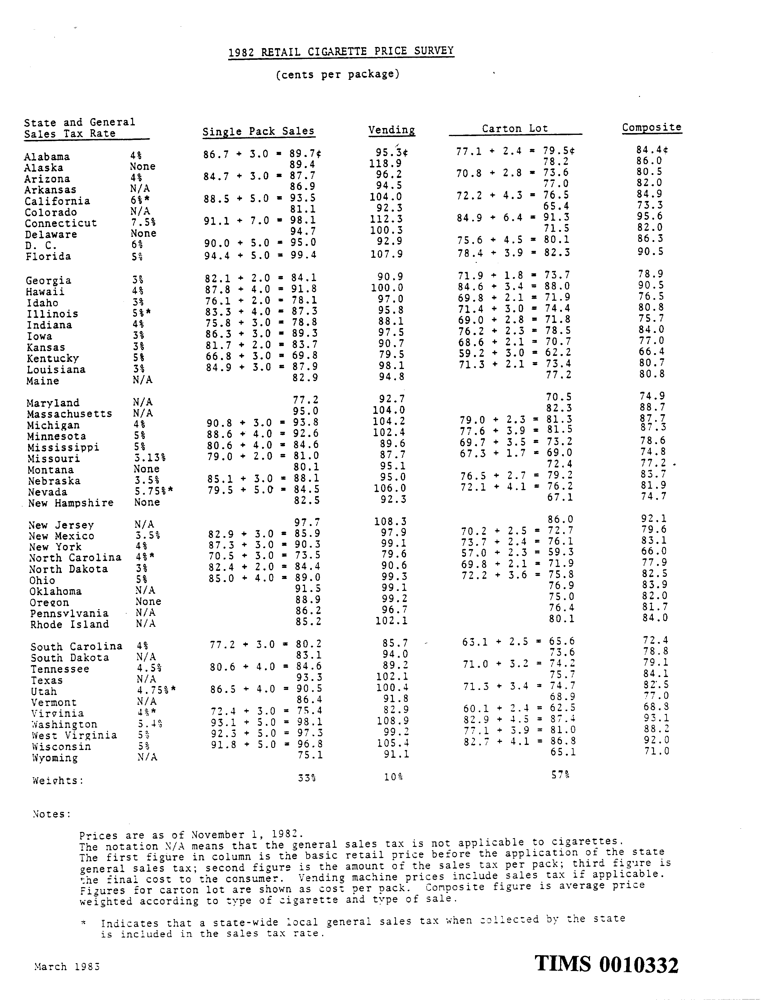 1982 RETAIL CIGARETTE PRICE SURVEY
(cents per package)
State and General
Sales Tax Rate Single Pack Sales Vending Carton Lot Composite
Alabama 4% 86.7 + 3.0 = 89.7¢ 95.3¢ 77.1 + 2.4 = 79.5¢ 84.4¢
Alaska None 89.4 118.9 78.2 86.0
Arizona 4% 84.7 + 3.0 = 87.7 96.2 70.8 + 2.8 = 73.6 80.5
Arkansas N/A 86.9 94.5 77.0 82.0
California 6%* 88.5 + 5.0 = 93.5 104.0 72.2 + 4.3 = 76.5 84.9
Colorado N/A 81.1 92.3 65.4 73.3
Connecticut 7.5% 91.1 + 7.0 = 98.1 112.3 84.9 + 6.4 = 91.3 95.6
Delaware None 94.7 100.3 71.5 82.0
D. C. 6% 90.0 + 5.0 = 95.0 92.9 75.6 + 4.5 = 80.1 86.3
Florida 5% 94.4 + 5.0 = 99.4 107.9 78.4 + 3.9 = 82.3 90.5
Georgia 3% 82.1 + 2.0 = 84.1 90.9 71.9 + 1.8 = 73.7 78.9
Hawaii 4% 87.8 + 4.0 = 91.8 100.0 84.6 + 3.4 = 88.0 90.5
Idaho 3% 76.1 + 2.0 = 78.1 97.0 69.8 + 2.1 = 71.9 76.5
Illinois 5%* 83.3 + 4.0 = 87.3 95.8 71.4 + 3.0 = 74.4 80.8
Indiana 4% 75.8 + 3.0 = 78.8 88.1 69.0 + 2.8 = 71.8 75.7
Iowa 3% 86.3 + 3.0 = 89.3 97.5 76.2 + 2.3 = 78.5 84.0
Kansas 3% 81.7 + 2.0 = 83.7 90.7 68.6 + 2.1 = 70.7 77.0
Kentucky 5% 66.8 + 3.0 = 69.8 79.5 59.2 + 3.0 = 62.2 66.4
Louisiana 3% 84.9 + 3.0 = 87.9 98.1 71.3 + 2.1 = 73.4 80.7
Maine N/A 82.9 94.8 77.2 80.8
Maryland N/A 77.2 92.7 70.5 74.9
Massachusetts N/A 95.0 104.0 82.3 88.7
Michigan 4% 90.8 + 3.0 = 93.8 104.2 79.0 + 2.3 = 81.3 87.7
Minnesota 5% 88.6 + 4.0 = 92.6 102.4 77.6 + 3.9 = 81.5 87.3
Mississippi 5% 80.6 + 4.0 = 84.6 89.6 69.7 + 3.5 = 73.2 78.6
Missouri 3.13% 79.0 + 2.0 = 81.0 87.7 67.3 + 1.7 = 69.0 74.8
Montana None 80.1 95.1 72.4 77.2
Nebraska 3.5% 85.1 + 3.0 = 88.1 95.0 76.5 + 2.7 = 79.2 83.7
Nevada 5.75%* 79.5 + 5.0 = 84.5 106.0 72.1 + 4.1 = 76.2 81.9
New Hampshire None 82.5 92.3 67.1 74.7
New Jersey N/A 97.7 108.3 86.0 92.1
New Mexico 3.5% 82.9 + 3.0 = 85.9 97.9 70.2 + 2.5 = 72.7 79.6
New York 4% 87.3 + 3.0 = 90.3 99.1 73.7 + 2.4 = 76.1 83.1
North Carolina 4%* 70.5 + 3.0 = 73.5 79.6 57.0 + 2.3 = 59.3 66.0
North Dakota 3% 82.4 + 2.0 = 84.4 90.6 69.8 + 2.1 = 71.9 77.9
Ohio 5% 85.0 + 4.0 = 89.0 99.3 72.2 + 3.6 = 75.8 82.5
Oklahoma N/A 91.5 99.1 76.9 83.9
Oregon None 88.9 99.2 75.0 82.0
Pennsylvania N/A 86.2 96.7 76.4 81.7
Rhode Island N/A 85.2 102.1 80.1 84.0
South Carolina 4% 77.2 + 3.0 = 80.2 85.7 63.1 + 2.5 = 65.6 72.4
South Dakota N/A 83.1 94.0 73.6 78.8
Tennessee 4.5% 80.6 + 4.0 = 84.6 89.2 71.0 + 3.2 = 74.2 79.1
Texas N/A 93.3 102.1 75.7 84.1
Utah 4.75%* 86.5 + 4.0 = 90.5 100.4 71.3 + 3.4 = 74.7 82.5
Vermont N/A 86.4 91.8 68.9 77.0
Virginia 4%* 72.4 + 3.0 = 75.4 82.9 60.1 + 2.4 = 62.5 68.8
Washington 5.4% 93.1 + 5.0 = 98.1 108.9 82.9 + 4.5 = 87.4 93.1
West Virginia 5% 92.3 + 5.0 = 97.3 99.2 77.1 + 3.9 = 81.0 88.2
Wisconsin 5% 91.8 + 5.0 = 96.8 105.4 82.7 + 4.1 = 86.8 92.0
Wyoming N/A 75.1 91.1 65.1 71.0
Weights: 33% 10% 57%
Notes:
Prices are as of November 1, 1982.
The notation N/A means that the general sales tax is not applicable to cigarettes.
The first figure in column is the basic retail price before the application of the state
general sales tax; second figure is the amount of the sales tax per pack; third figure is
the final cost to the consumer. Vending machine prices include sales tax if applicable.
Figures for carton lot are shown as cost per pack. Composite figure is average price
weighted according to type of cigarette and type of sale.
* Indicates that a state-wide local general sales tax when collected by the state
is included in the sales tax rate.
March 1983
TIMS 0010332